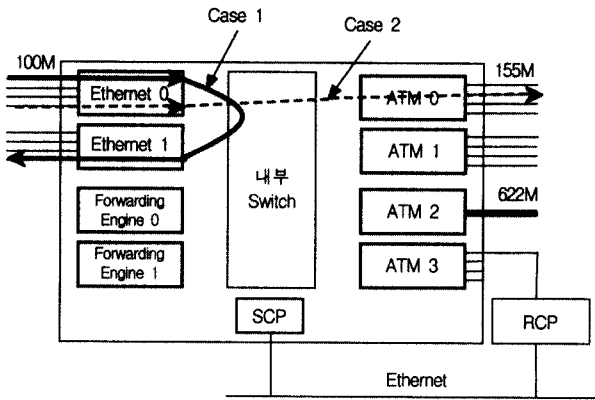 Case 1
Case 2
100M
155M
Ethernet 0
ATM 0
Ethernet 1
ATM 1
내부
Switch
Forwarding
Engine 0
ATM 2
622M
Forwarding
Engine 1
ATM 3
SCP
RCP
Ethernet